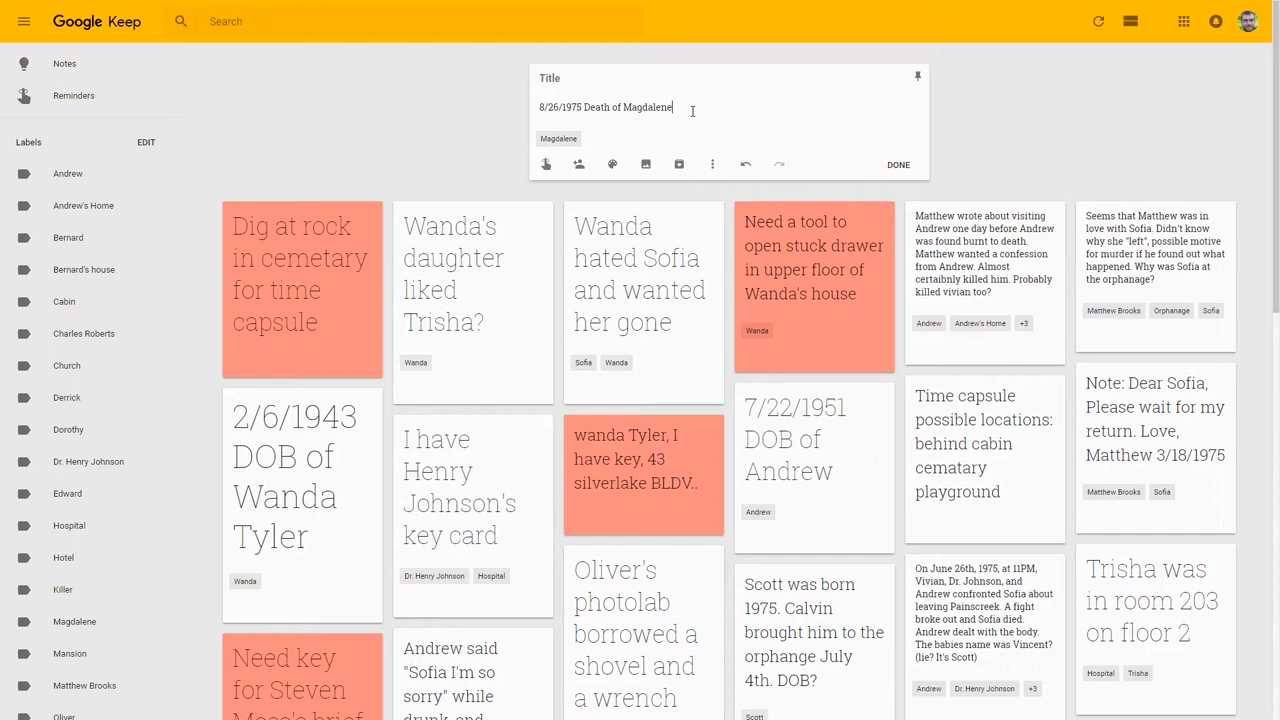 Google Keep
Search
Notes
Reminders
Labels
EDIT
Andrew
Andrew's Home
Bernard
Bernard's house
Cabin
Charles Roberts
Church
Derrick
Dorothy
Dr. Henry Johnson
Edward
Hospital
Hotel
Killer
Magdalene
Mansion
Matthew Brooks
Oliver
Title
8/26/1975 Death of Magdalene
Magdalene
DONE
Dig at rock
in cemetary
for time
capsule
2/6/1943
DOB of
Wanda
Tyler
Wanda
Need key
for Steven
Moss's brief
Wanda's
daughter
liked
Trisha?
Wanda
I have
Henry
Johnson's
key card
Dr. Henry Johnson
Hospital
Andrew said
"Sofia I'm so
sorry" while
drunk, and
Wanda
hated Sofia
and wanted
her gone
Sofia
Wanda
wanda Tyler, I
have key, 43
silverlake BLDV..
Oliver's
photolab
borrowed a
shovel and
a wrench
Need a tool to
open stuck drawer
in upper floor of
Wanda's house
Wanda
7/22/1951
DOB of
Andrew
Andrew
Scott was born
1975. Calvin
brought him to the
orphange July
4th. DOB?
Scott
Matthew wrote about visiting
Andrew one day before Andrew
was found burnt to death.
Matthew wanted a confession
from Andrew. Almost
certaibnly killed him. Probably
killed vivian too?
Andrew
Andrew's Home
+3
Time capsule
possible locations:
behind cabin
cematary
playground
On June 26th, 1975, at 11PM,
Vivian, Dr. Johnson, and
Andrew confronted Sofia about
leaving Painscreek. A fight
broke out and Sofia died.
Andrew dealt with the body.
The babies name was Vincent?
(lie? It's Scott)
Andrew
Dr. Henry Johnson
+3
Seems that Matthew was in
love with Sofia. Didn't know
why she "left", possible motive
for murder if he found out what
happened. Why was Sofia at
the orphanage?
Matthew Brooks
Orphanage
Sofia
Note: Dear Sofia,
Please wait for my
return. Love,
Matthew 3/18/1975
Matthew Brooks
Sofia
Trisha was
in room 203
on floor 2
Hospital
Trisha